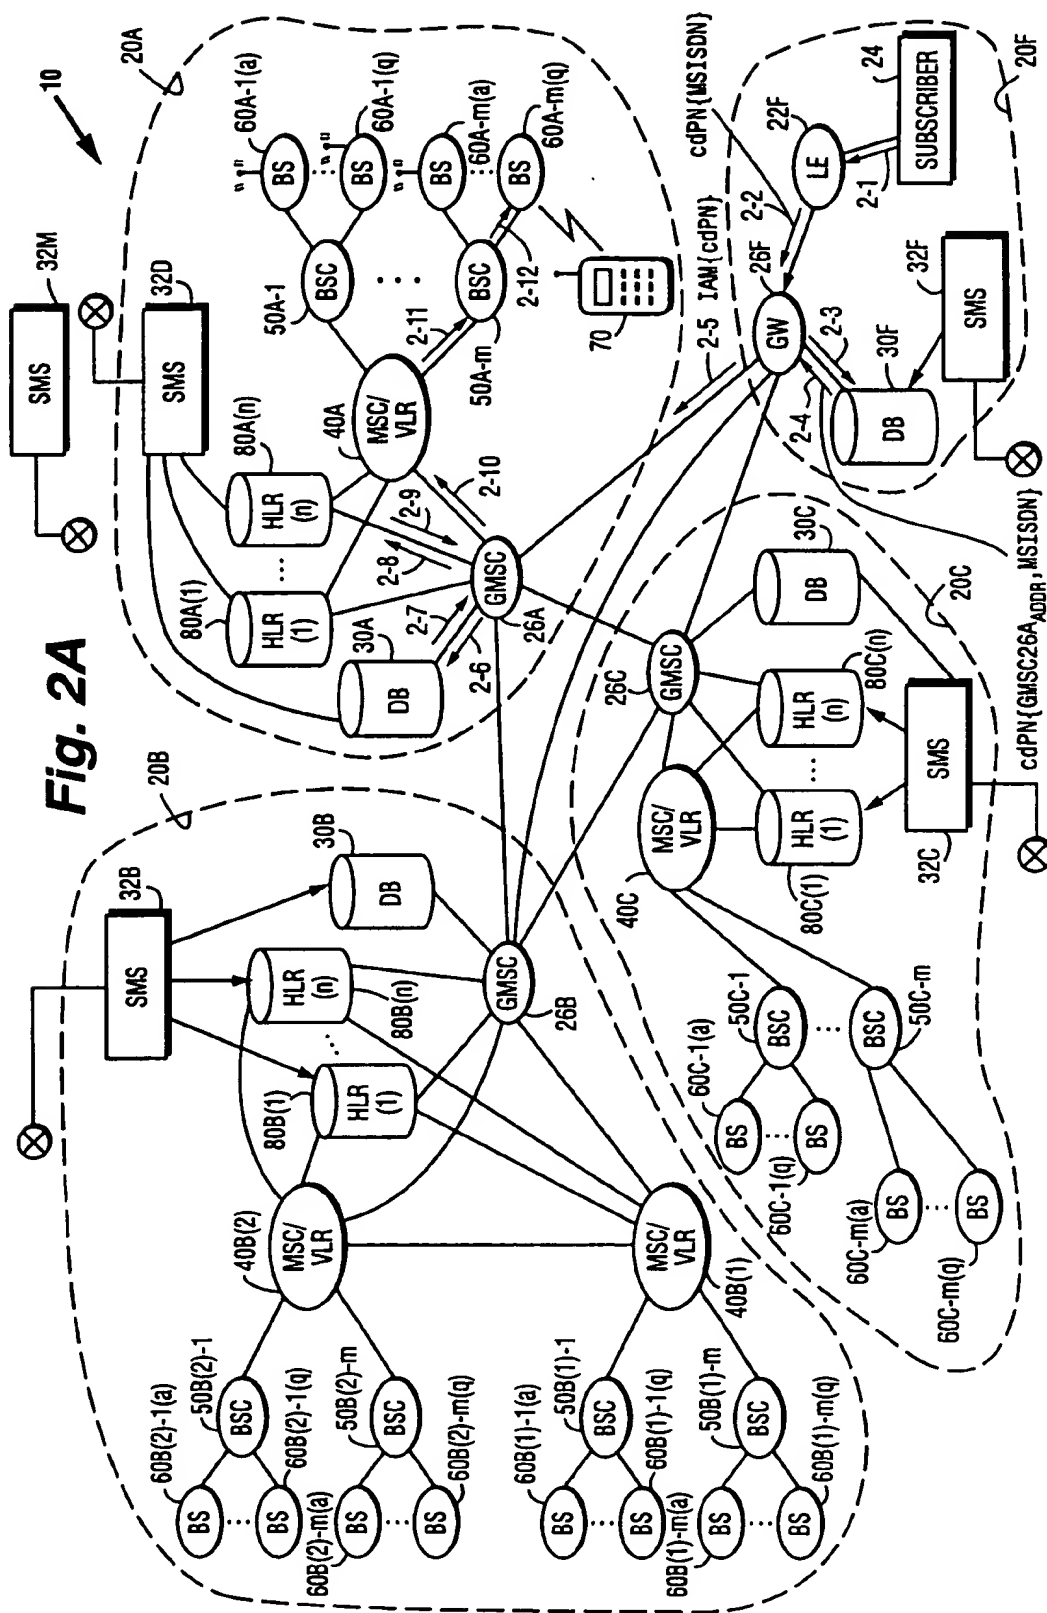 Fig. 2A
10
20B
32B
SMS
30B
DB
HLR
(n)
80B(n)
80B(1)
HLR
(1)
GMSC
26B
40B(2)
MSC/
VLR
MSC/
VLR
40B(1)
60B(2)-1(a)
50B(2)-1
BS
BSC
BS
60B(2)-1(q)
50B(2)-m
60B(2)-m(a)
BS
BSC
BS
60B(2)-m(q)
60B(1)-1(a)
50B(1)-1
BS
BSC
BS
60B(1)-1(q)
50B(1)-m
60B(1)-m(a)
BS
BSC
BS
60B(1)-m(q)
32M
SMS
20A
32D
SMS
80A(n)
HLR
(n)
80A(1)
HLR
(1)
30A
DB
2-6
2-7
2-8
2-9
2-10
GMSC
26A
40A
MSC/
VLR
2-11
50A-1
BSC
BSC
50A-m
2-12
60A-1(a)
BS
60A-1(q)
BS
60A-m(a)
BS
BS
60A-m(q)
70
2-5 IAM{cdPN}
cdPN{MSISDN}
26F
GW
2-2
22F
LE
2-1
24
SUBSCRIBER
20F
2-3
2-4
30F
DB
32F
SMS
cdPN{GMSC26A ADDR, MSISDN}
26C
GMSC
30C
DB
20C
40C
MSC/
VLR
80C(n)
HLR
(n)
HLR
(1)
80C(1)
SMS
32C
60C-1(a)
50C-1
BS
BSC
BS
60C-1(q)
50C-m
BSC
60C-m(a)
BS
BS
60C-m(q)